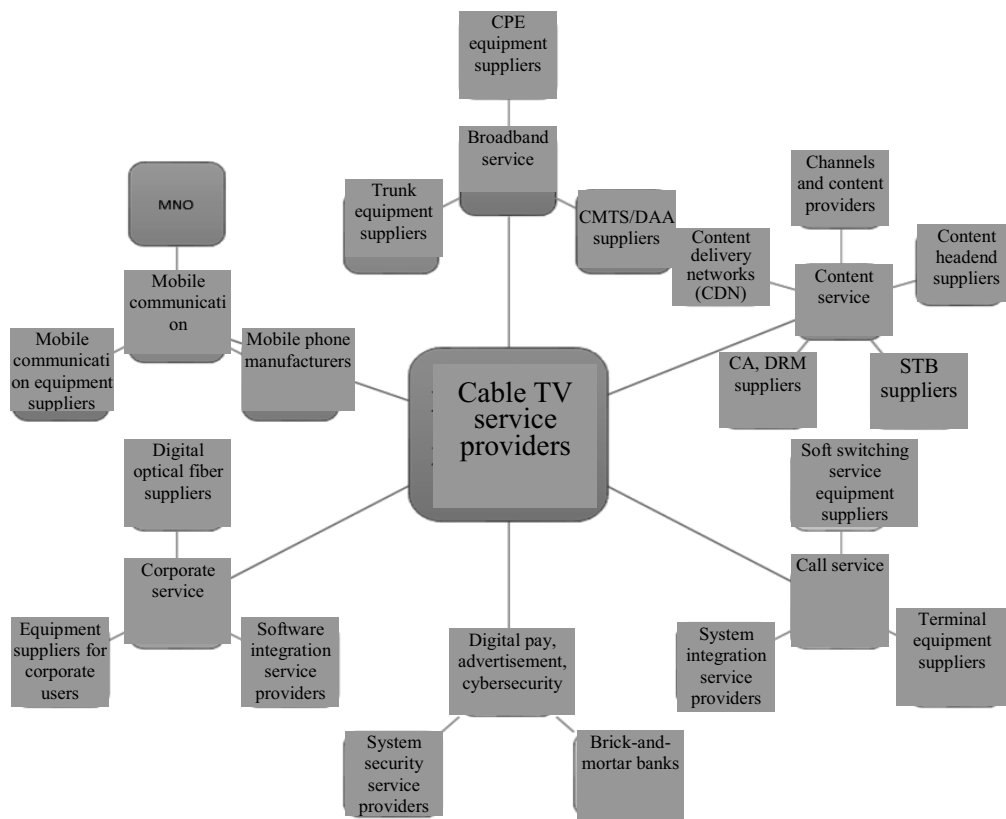 CPE
equipment
suppliers
Broadband
service
Trunk
equipment
suppliers
CMTS/DAA
suppliers
Channels
and content
providers
Content
delivery
networks
(CDN)
Content
service
Content
headend
suppliers
CA, DRM
suppliers
STB
suppliers
MNO
Mobile
communicati
on
Mobile
communicati
on equipment
suppliers
Mobile phone
manufacturers
Cable TV
service
providers
Digital
optical fiber
suppliers
Corporate
service
Equipment
suppliers for
corporate
users
Software
integration
service
providers
Soft switching
service
equipment
suppliers
Call service
System
integration
service
providers
Terminal
equipment
suppliers
Digital pay,
advertisement,
cybersecurity
System
security
service
providers
Brick-and-
mortar banks